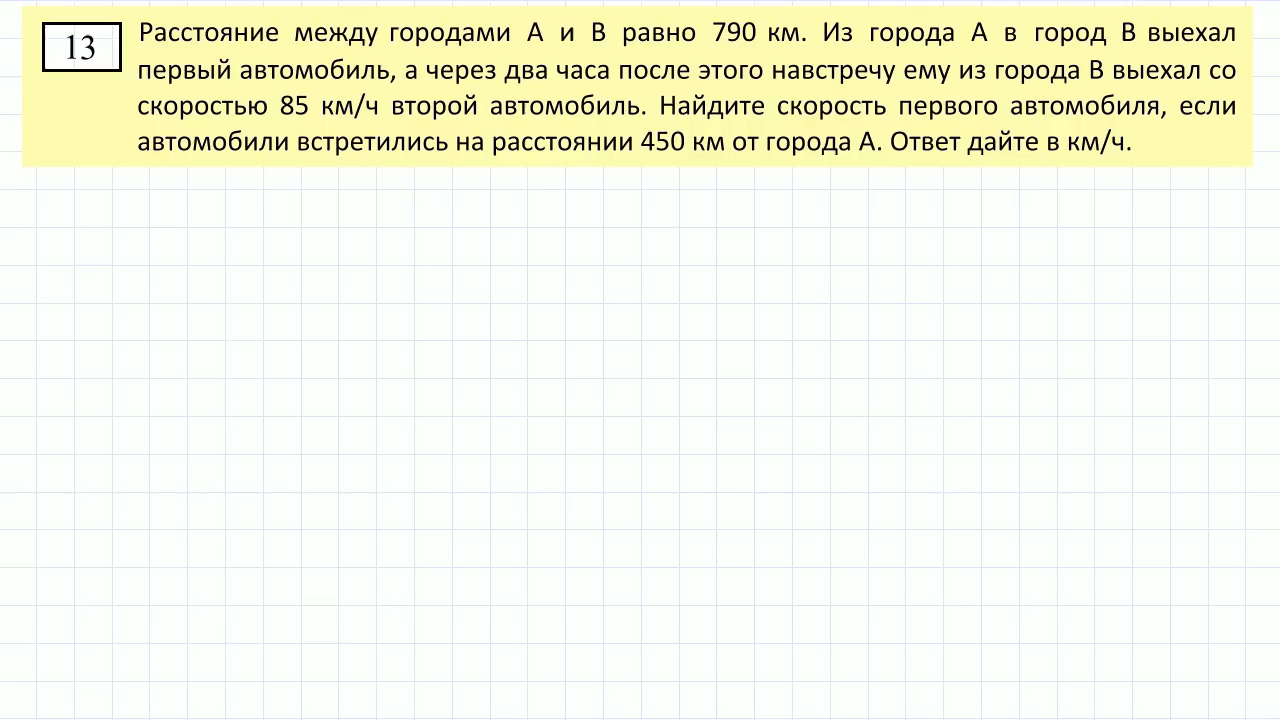 13
Расстояние между городами А и В равно 790 км. Из города А в город В выехал
первый автомобиль, а через два часа после этого навстречу ему из города В выехал со
скоростью 85 км/ч второй автомобиль. Найдите скорость первого автомобиля, если
автомобили встретились на расстоянии 450 км от города А. Ответ дайте в км/ч.